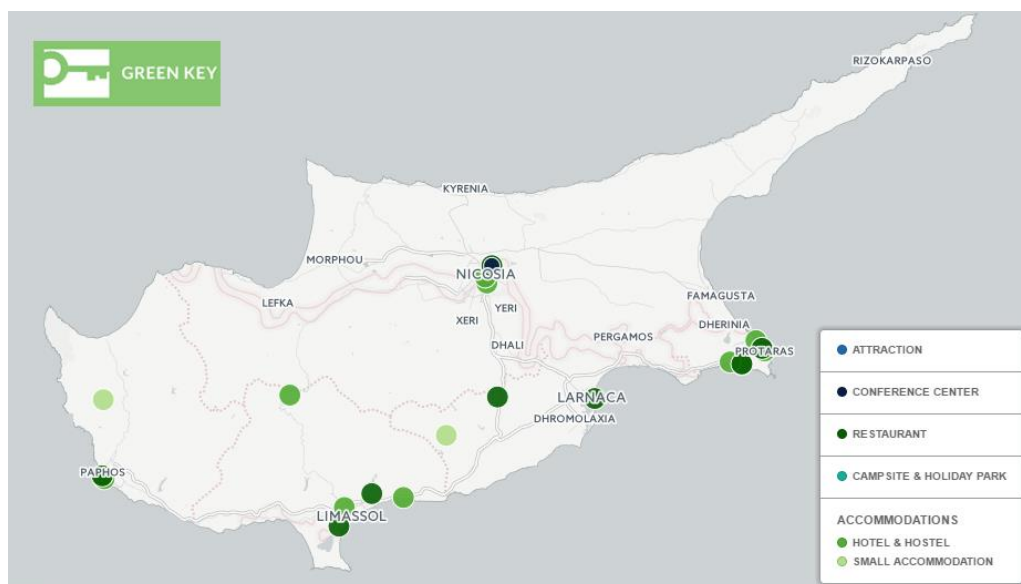 GREEN KEY
RIZOKARPASO
KYRENIA
MORPHOU
NICOSIA
LEFKA
FAMAGUSTA
YERI
XERI
DHERINIA
PERGAMOS
DHALI
PROTARAS
LARNACA
DHROMOLAXIA
PAPHOS
LIMASSOL
ATTRACTION
CONFERENCE CENTER
RESTAURANT
CAMPSITE & HOLIDAY PARK
ACCOMMODATIONS
HOTEL & HOSTEL
SMALL ACCOMMODATION